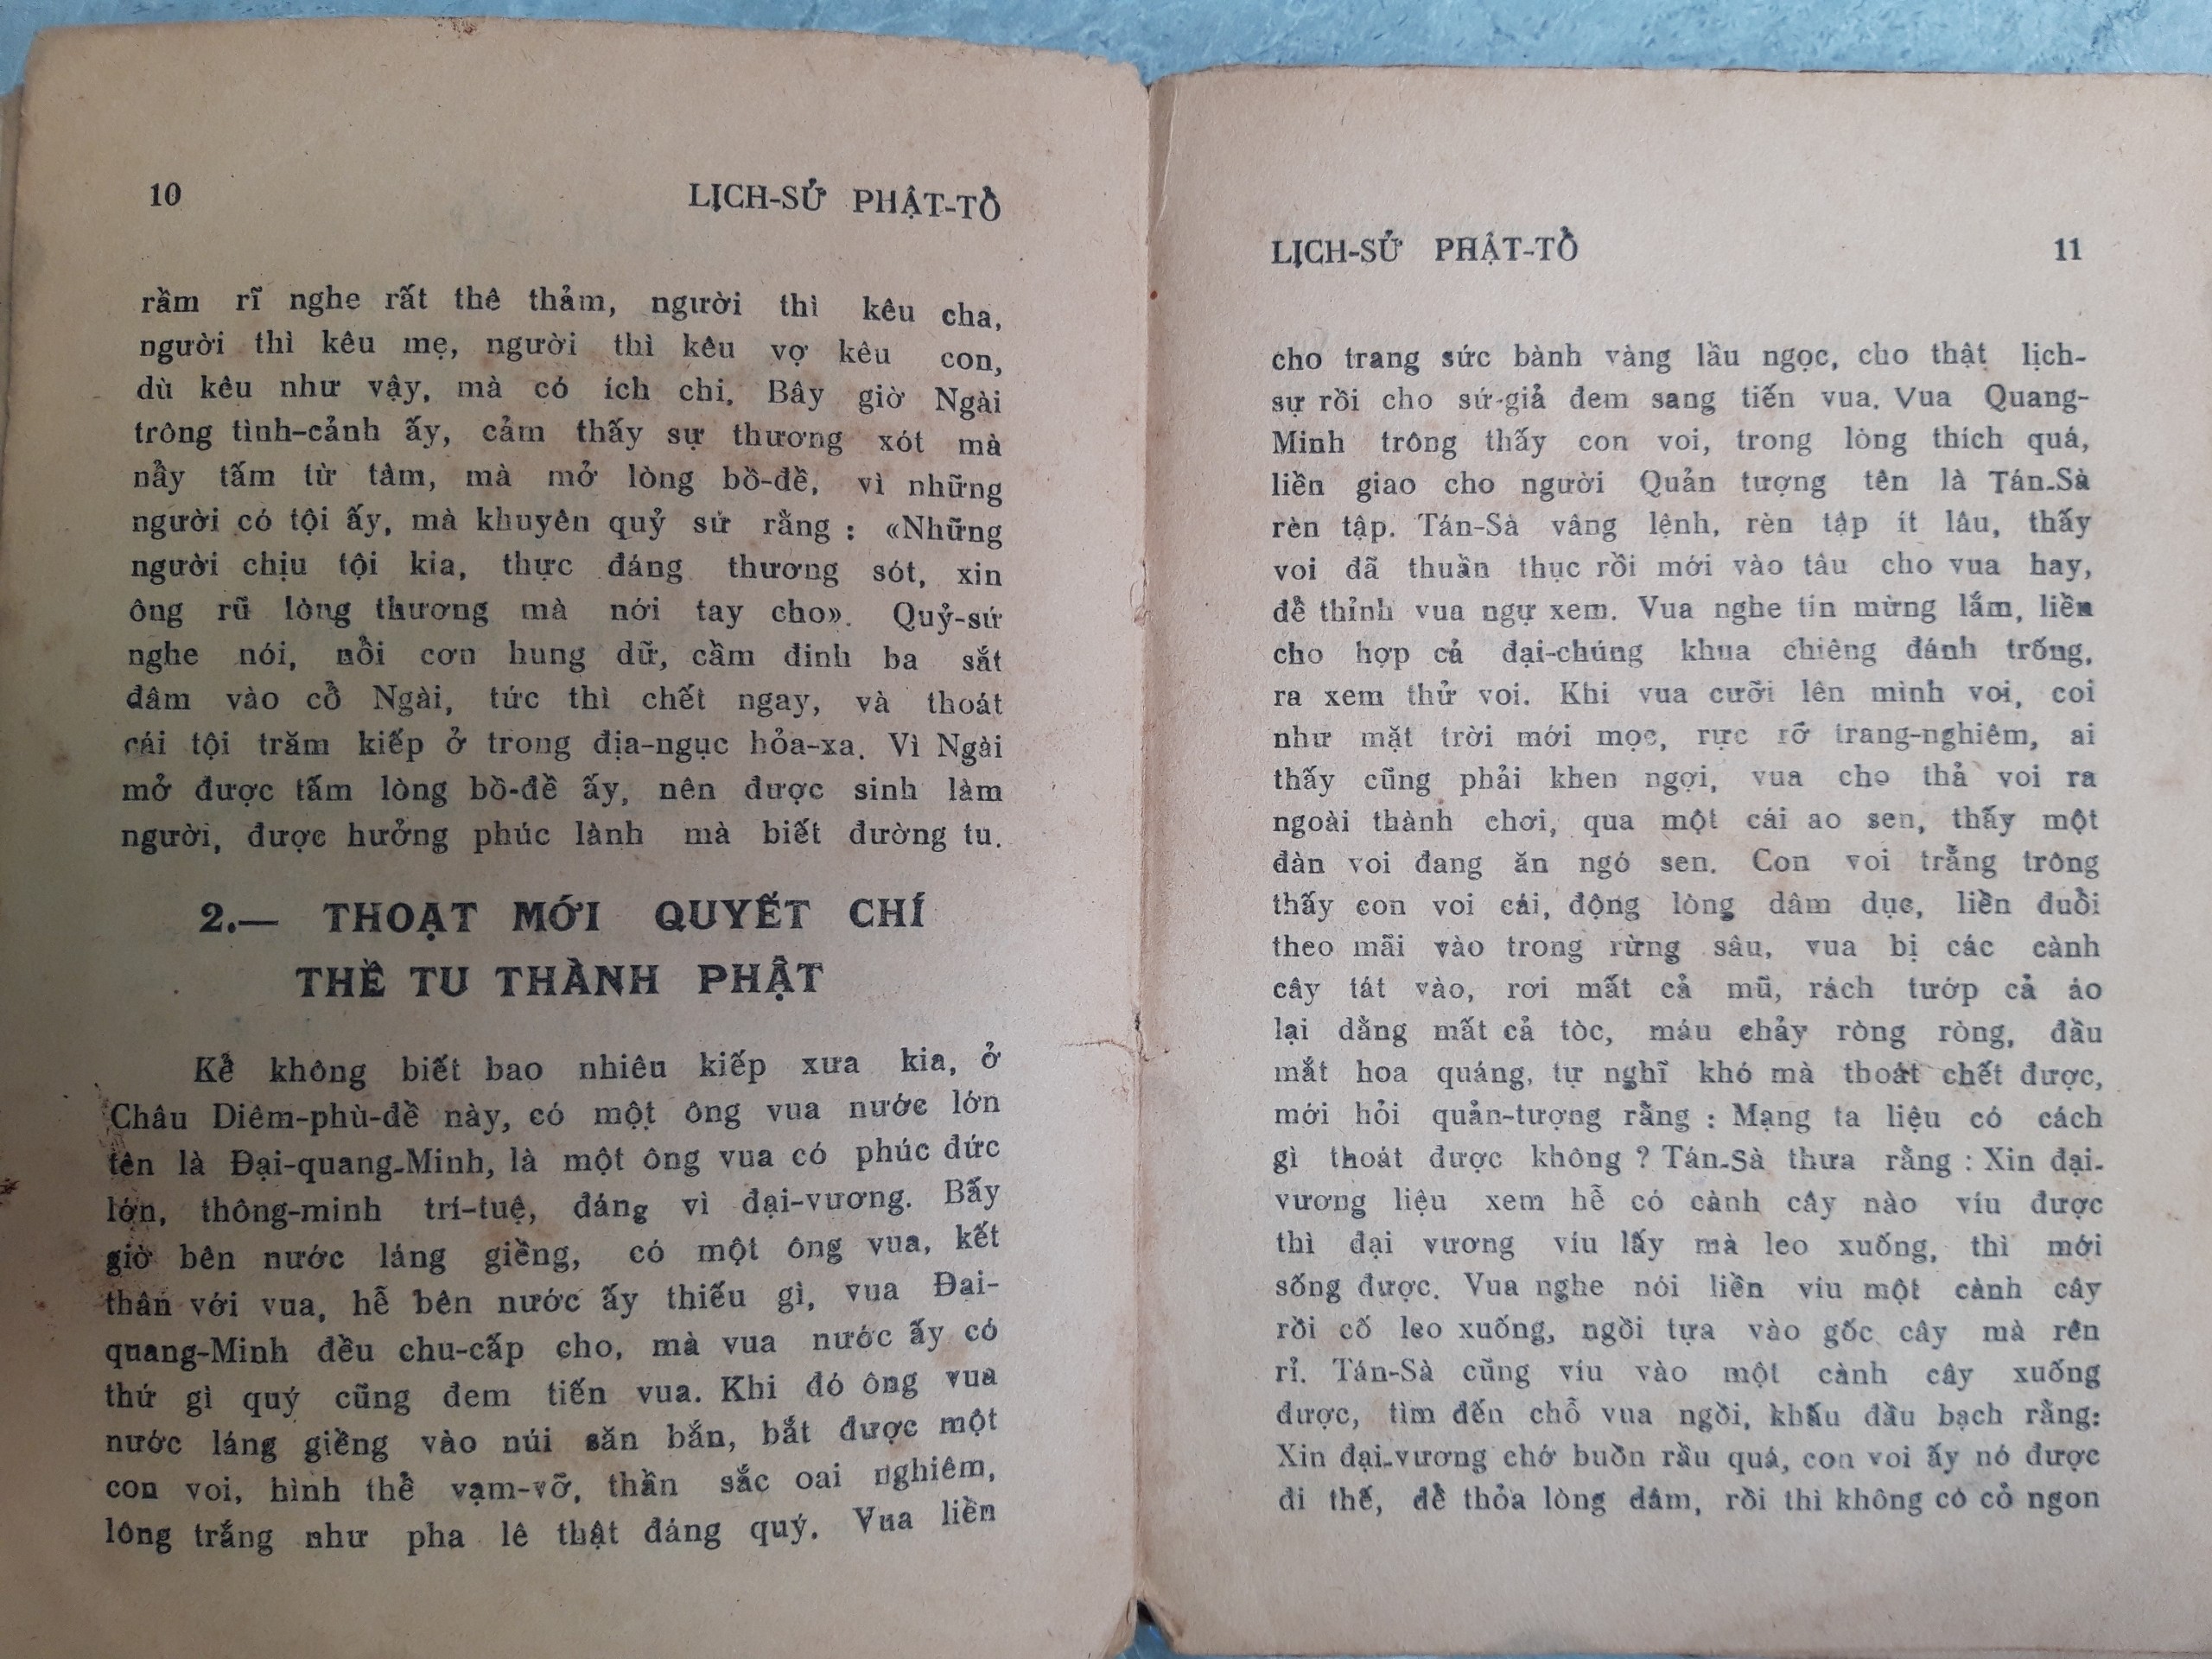 10 LỊCH-SỬ PHẬT-TỔ
rầm rĩ nghe rất thê thảm, người thì kêu cha,
người thì kêu mẹ, người thì kêu vợ kêu con,
dù kêu như vậy, mà có ích chi. Bây giờ Ngài
trông tình-cảnh ấy, cảm thấy sự thương xót mà
nẩy tấm từ tâm, mà mở lòng bồ-đề, vì những
người có tội ấy, mà khuyên quỷ sứ rằng : «Những
người chịu tội kia, thực đáng thương sót, xin
ông rũ lòng thương mà nới tay cho». Quỷ-sứ
nghe nói, nổi cơn hung dữ, cầm đinh ba sắt
đâm vào cổ Ngài, tức thì chết ngay, và thoát
cái tội trăm kiếp ở trong địa-ngục hỏa-xa. Vì Ngài
mở được tấm lòng bồ-đề ấy, nên được sinh làm
người, được hưởng phúc lành mà biết đường tu.
2.— THOẠT MỚI QUYẾT CHÍ
THỀ TU THÀNH PHẬT
Kể không biết bao nhiêu kiếp xưa kia, ở
Châu Diêm-phù-đề này, có một ông vua nước lớn
tên là Đại-quang-Minh, là một ông vua có phúc đức
lớn, thông-minh trí-tuệ, đáng vì đại-vương. Bấy
giờ bên nước láng giềng, có một ông vua, kết
thân với vua, hễ bên nước ấy thiếu gì, vua Đai-
quang-Minh đều chu-cấp cho, mà vua nước ấy có
thứ gì quý cũng đem tiến vua. Khi đó ông vua
nước láng giềng vào núi săn bắn, bắt được một
con voi, hình thể vạm-vỡ, thần sắc oai nghiêm,
lông trắng như pha lê thật đáng quý. Vua liền
LỊCH-SỬ PHẬT-TỔ 11
cho trang sức bành vàng lầu ngọc, cho thật lịch-
sự rồi cho sứ-giả đem sang tiến vua. Vua Quang-
Minh trông thấy con voi, trong lòng thích quá,
liền giao cho người Quản tượng tên là Tán-Sà
rèn tập. Tán-Sà vâng lệnh, rèn tập ít lâu, thấy
voi đã thuần thục rồi mới vào tâu cho vua hay,
để thỉnh vua ngự xem. Vua nghe tin mừng lắm, liền
cho hợp cả đại-chúng khua chiêng đánh trống,
ra xem thử voi. Khi vua cưỡi lên mình voi, coi
như mặt trời mới mọc, rực rỡ trang-nghiêm, ai
thấy cũng phải khen ngợi, vua cho thả voi ra
ngoài thành chơi, qua một cái ao sen, thấy một
đàn voi đang ăn ngó sen. Con voi trắng trông
thấy con voi cái, động lòng dâm dục, liền đuổi
theo mãi vào trong rừng sâu, vua bị các cành
cây tát vào, rơi mất cả mũ, rách tướp cả áo
lại dằng mất cả tòc, máu chảy ròng ròng, đầu
mắt hoa quáng, tự nghĩ khó mà thoát chết được,
mới hỏi quản-tượng rằng : Mạng ta liệu có cách
gì thoát được không ? Tán-Sà thưa rằng : Xin đại-
vương liệu xem hễ có cành cây nào víu được
thì đại vương víu lấy mà leo xuống, thì mới
sống được. Vua nghe nói liền víu một cành cây
rồi cố leo xuống, ngồi tựa vào gốc cây mà rên
rỉ. Tán-Sà cũng víu vào một cành cây xuống
được, tìm đến chỗ vua ngồi, khấu đầu bạch rằng:
Xin đại-vương chớ buồn rầu quá, con voi ấy nó được
đi thế, để thỏa lòng dâm, rồi thì không có cỏ ngon